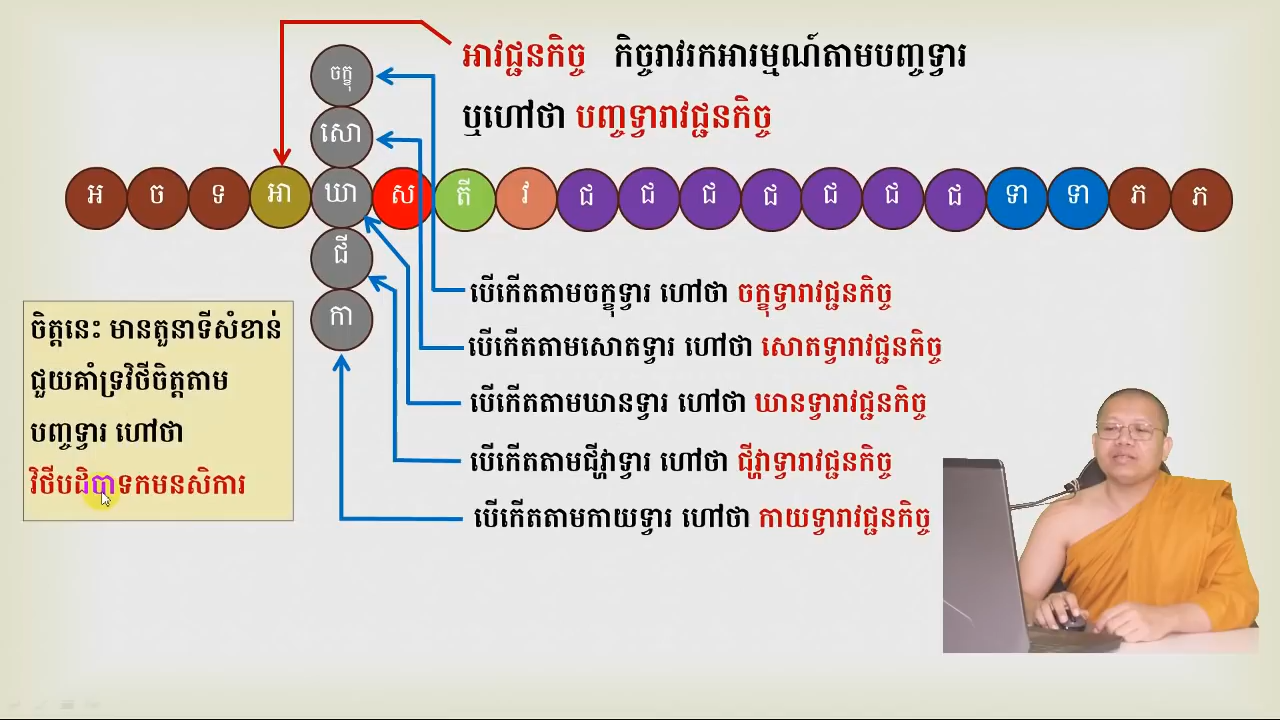 អាវជ្ជនកិច្ច កិច្ចរាវរកអារម្មណ៍តាមបញ្ចទ្វារ
ឬហៅថា បញ្ចទ្វារាវជ្ជនកិច្ច
ចក្ខុ
សោ
អ ច ទ អា ឃា ស តី វ ជ ជ ជ ជ ជ ជ ជ ទា ទា ភ ភ
ជី
កា
បើកើតតាមចក្ខុទ្វារ ហៅថា ចក្ខុទ្វារាវជ្ជនកិច្ច
បើកើតតាមសោតទ្វារ ហៅថា សោតទ្វារាវជ្ជនកិច្ច
បើកើតតាមឃានទ្វារ ហៅថា ឃានទ្វារាវជ្ជនកិច្ច
បើកើតតាមជីវ្ហាទ្វារ ហៅថា ជីវ្ហាទ្វារាវជ្ជនកិច្ច
បើកើតតាមកាយទ្វារ ហៅថា កាយទ្វារាវជ្ជនកិច្ច
ចិត្តនេះ មានតួនាទីសំខាន់
ជួយគាំទ្រវិថីចិត្តតាម
បញ្ចទ្វារ ហៅថា
វិថីបដិបាទកមនសិការ